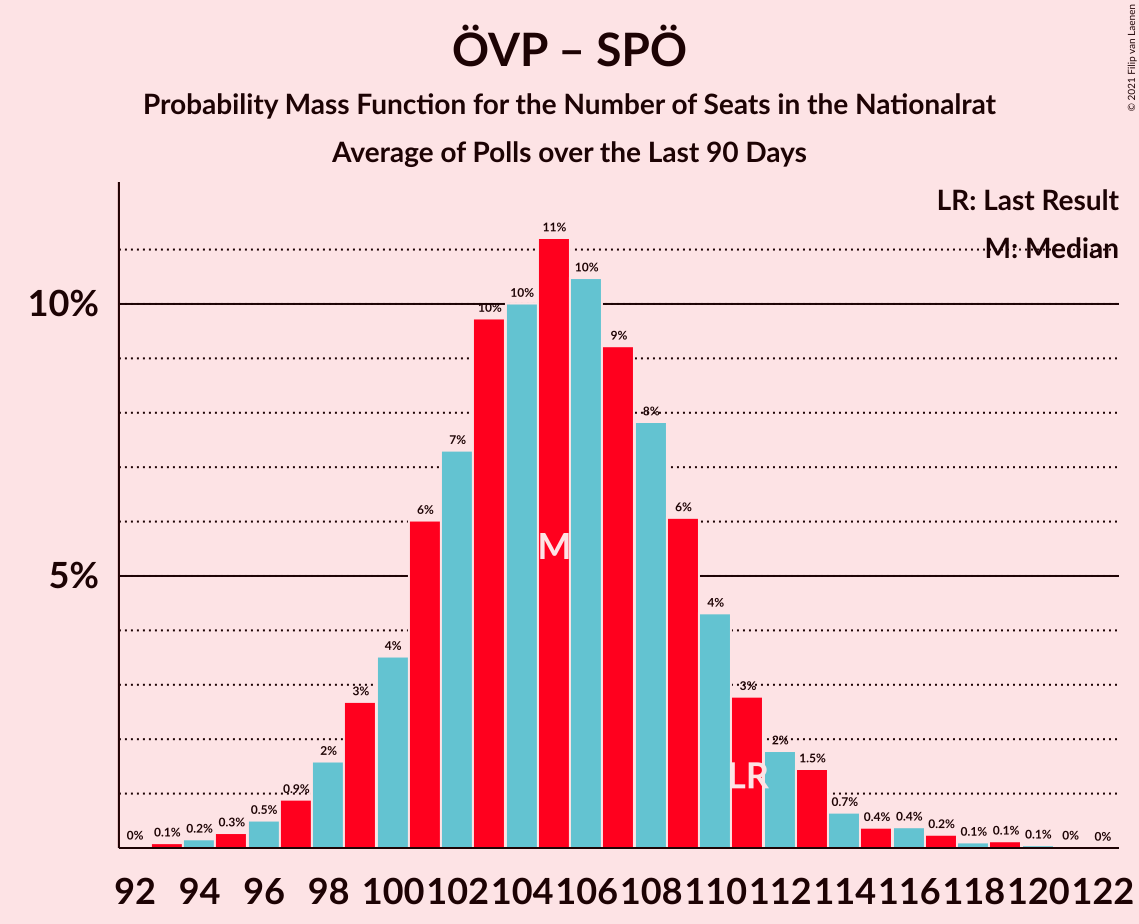 ÖVP – SPÖ
Probability Mass Function for the Number of Seats in the Nationalrat
Average of Polls over the Last 90 Days
© 2021 Filip van Laenen
LR: Last Result
M: Median
10%
5%
0% 0.1% 0.2% 0.3% 0.5% 0.9% 2% 3% 4% 6% 7% 10% 10% 11% 10% 9% 8% 6% 4% 3% 2% 1.5% 0.7% 0.4% 0.4% 0.2% 0.1% 0.1% 0.1% 0% 0%
M
LR
92 94 96 98 100 102 104 106 108 110 112 114 116 118 120 122